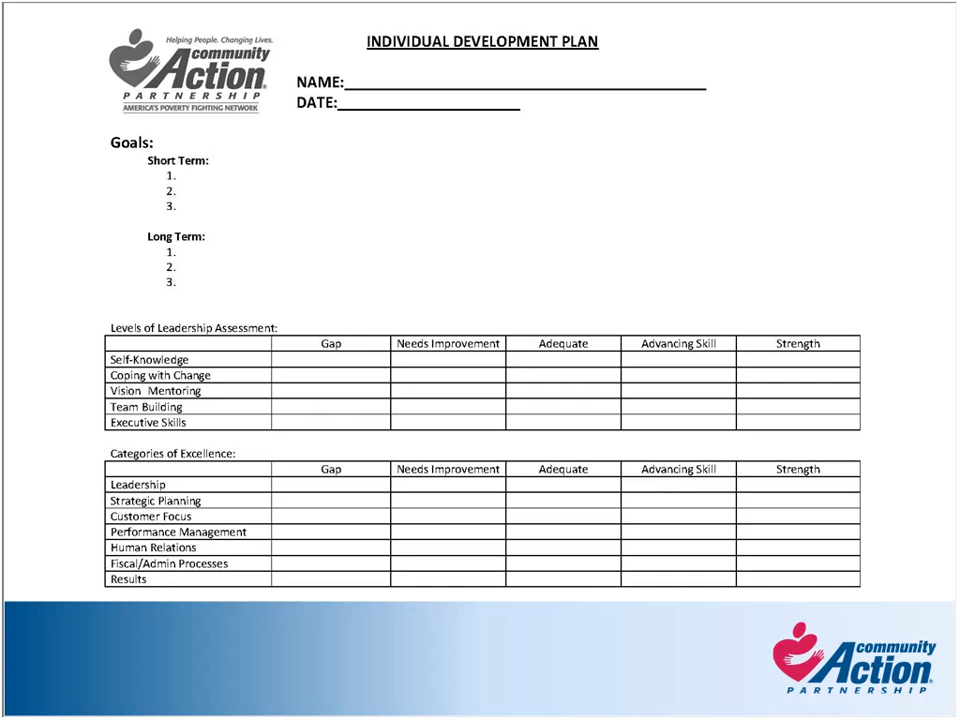 Helping People. Changing Lives.
community
Action
PARTNERSHIP
AMERICA'S POVERTY FIGHTING NETWORK
INDIVIDUAL DEVELOPMENT PLAN
NAME:
DATE:
Goals:
Short Term:
1.
2.
3.
Long Term:
1.
2.
3.
Levels of Leadership Assessment:
Gap Needs Improvement Adequate Advancing Skill Strength
Self-Knowledge
Coping with Change
Vision Mentoring
Team Building
Executive Skills
Categories of Excellence:
Gap Needs Improvement Adequate Advancing Skill Strength
Leadership
Strategic Planning
Customer Focus
Performance Management
Human Relations
Fiscal/Admin Processes
Results
community
Action
PARTNERSHIP